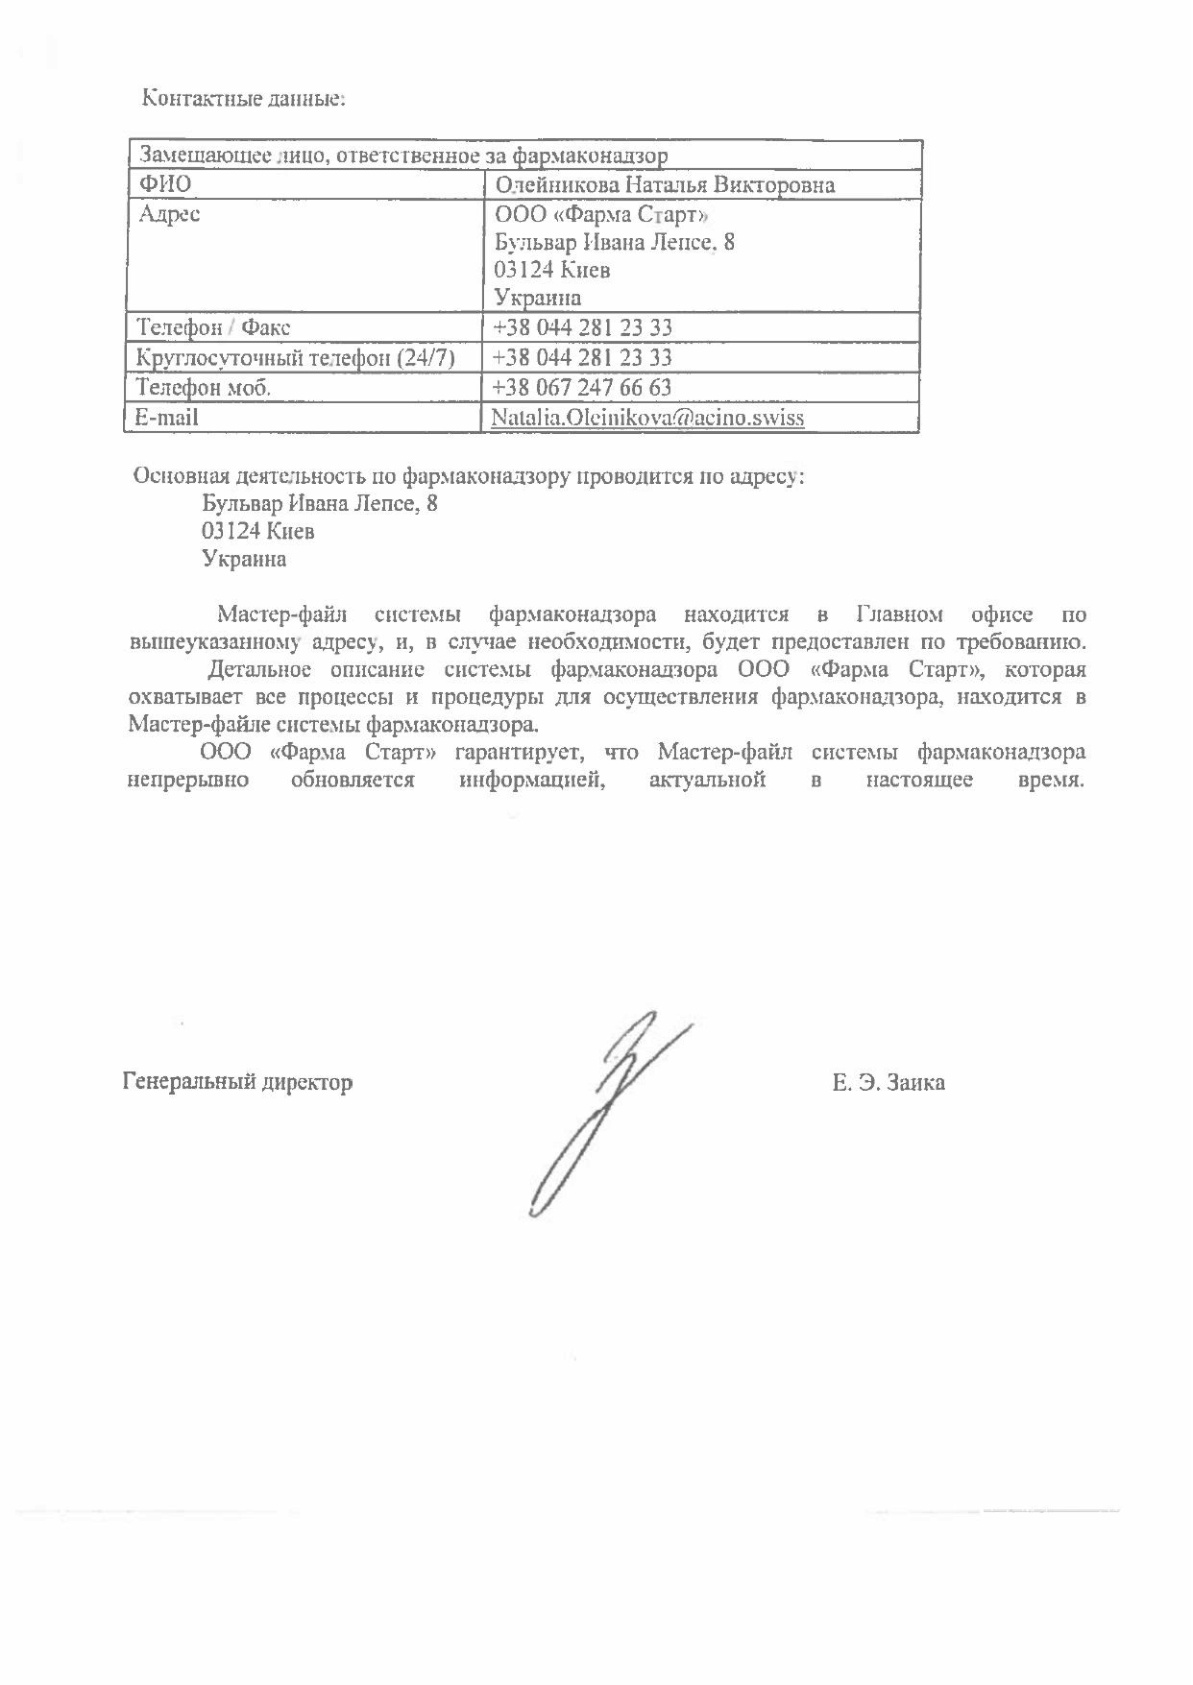 Контактные данные:
Замещающее лицо, ответственное за фармаконадзор
ФИО Олейникова Наталья Викторовна
Адрес ООО «Фарма Старт»
Бульвар Ивана Лепсе, 8
03124 Киев
Украина
Телефон / Факс +38 044 281 23 33
Круглосуточный телефон (24/7) +38 044 281 23 33
Телефон моб. +38 067 247 66 63
E-mail Natalia.Oleinikova@acino.swiss
Основная деятельность по фармаконадзору проводится по адресу:
Бульвар Ивана Лепсе, 8
03124 Киев
Украина
Мастер-файл системы фармаконадзора находится в Главном офисе по
вышеуказанному адресу, и, в случае необходимости, будет предоставлен по требованию.
Детальное описание системы фармаконадзора ООО «Фарма Старт», которая
охватывает все процессы и процедуры для осуществления фармаконадзора, находится в
Мастер-файле системы фармаконадзора.
ООО «Фарма Старт» гарантирует, что Мастер-файл системы фармаконадзора
непрерывно обновляется информацией, актуальной в настоящее время.
Генеральный директор Е. Э. Заика